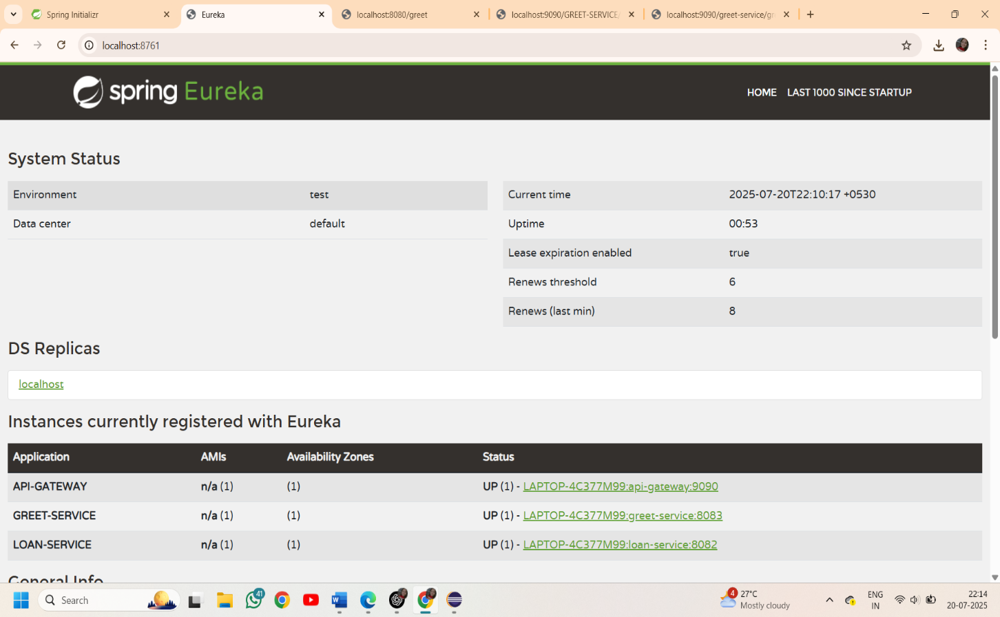 Spring Initializr
Eureka
localhost:8080/greet
localhost:9090/GREET-SERVICE/
localhost:9090/greet-service/gr
localhost:8761
spring Eureka
HOME LAST 1000 SINCE STARTUP
System Status
Environment test
Data center default
Current time 2025-07-20T22:10:17 +0530
Uptime 00:53
Lease expiration enabled true
Renews threshold 6
Renews (last min) 8
DS Replicas
localhost
Instances currently registered with Eureka
Application AMIs Availability Zones Status
API-GATEWAY n/a (1) (1) UP (1) - LAPTOP-4C377M99:api-gateway:9090
GREET-SERVICE n/a (1) (1) UP (1) - LAPTOP-4C377M99:greet-service:8083
LOAN-SERVICE n/a (1) (1) UP (1) - LAPTOP-4C377M99:loan-service:8082
General Info
Search
41
W
4
27°C
Mostly cloudy
ENG
IN
22:14
20-07-2025